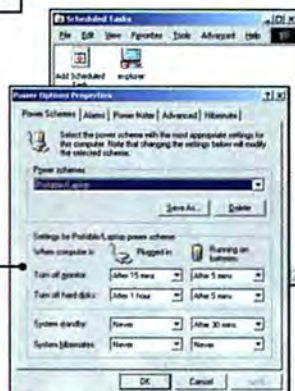 Scheduled Tasks
File Edit View Favorites Tools Advanced Help
Add Scheduled Task
explorer
Power Options Properties
Power Schemes Alarms Power Meter Advanced Hibernate
Select the power scheme with the most appropriate settings for this computer. Note that changing the settings below will modify the selected scheme.
Power schemes
Portable/Laptop
Save As... Delete
Settings for Portable/Laptop power scheme
When computer is: Plugged in Running on batteries
Turn off monitor: After 15 mins After 5 mins
Turn off hard disks: After 1 hour After 5 mins
System standby: Never After 30 mins
System hibernates: Never Never
OK Cancel